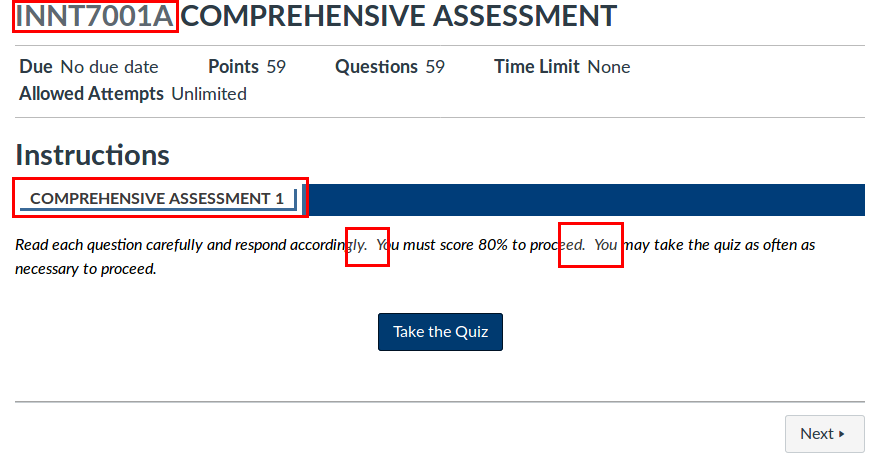 INNT7001A COMPREHENSIVE ASSESSMENT
Due No due date Points 59 Questions 59 Time Limit None
Allowed Attempts Unlimited
Instructions
COMPREHENSIVE ASSESSMENT 1
Read each question carefully and respond accordingly. You must score 80% to proceed. You may take the quiz as often as
necessary to proceed.
Take the Quiz
Next